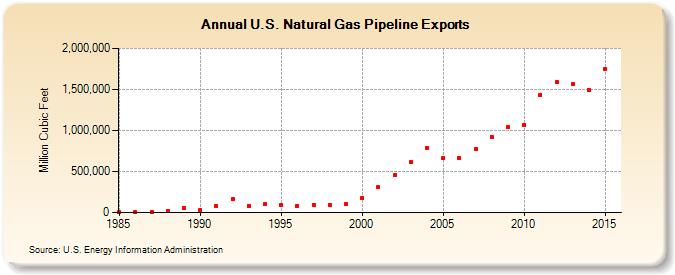 Annual U.S. Natural Gas Pipeline Exports
Million Cubic Feet
2,000,000
1,500,000
1,000,000
500,000
0
1985 1990 1995 2000 2005 2010 2015
Source: U.S. Energy Information Administration